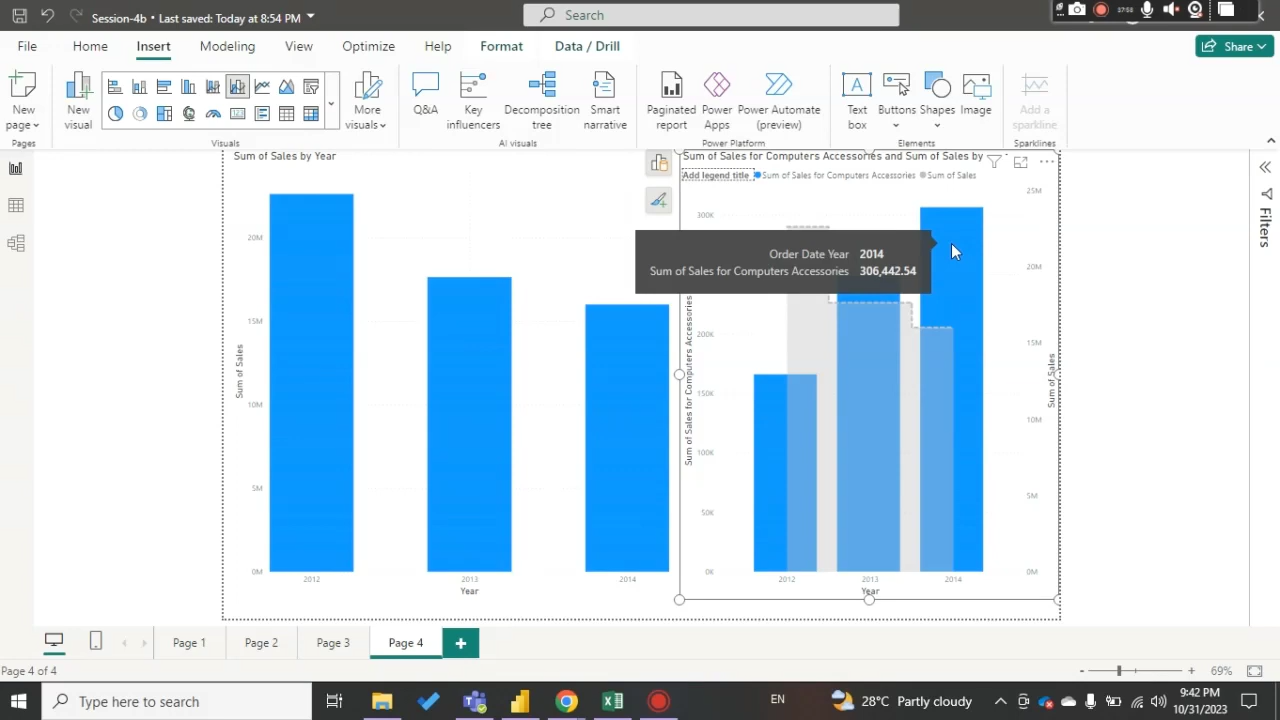 Session-4b • Last saved: Today at 8:54 PM
Search
37:58
File Home Insert Modeling View Optimize Help Format Data / Drill
Share
New page
New visual
More visuals
Q&A
Key influencers
Decomposition tree
Smart narrative
Paginated report
Power Apps
Power Automate (preview)
Text box
Buttons
Shapes
Image
Add a sparkline
Pages
Visuals
AI visuals
Power Platform
Elements
Sparklines
Sum of Sales by Year
20M
15M
10M
5M
0M
Sum of Sales
2012 2013 2014
Year
Sum of Sales for Computers Accessories and Sum of Sales by
Add legend title Sum of Sales for Computers Accessories Sum of Sales
300K
200K
150K
100K
50K
0K
Sum of Sales for Computers Accessories
Order Date Year 2014
Sum of Sales for Computers Accessories 306,442.54
25M
20M
15M
10M
5M
0M
Sum of Sales
2012 2013 2014
Year
Filters
Page 1 Page 2 Page 3 Page 4
Page 4 of 4
69%
Type here to search
EN
28°C Partly cloudy
9:42 PM
10/31/2023